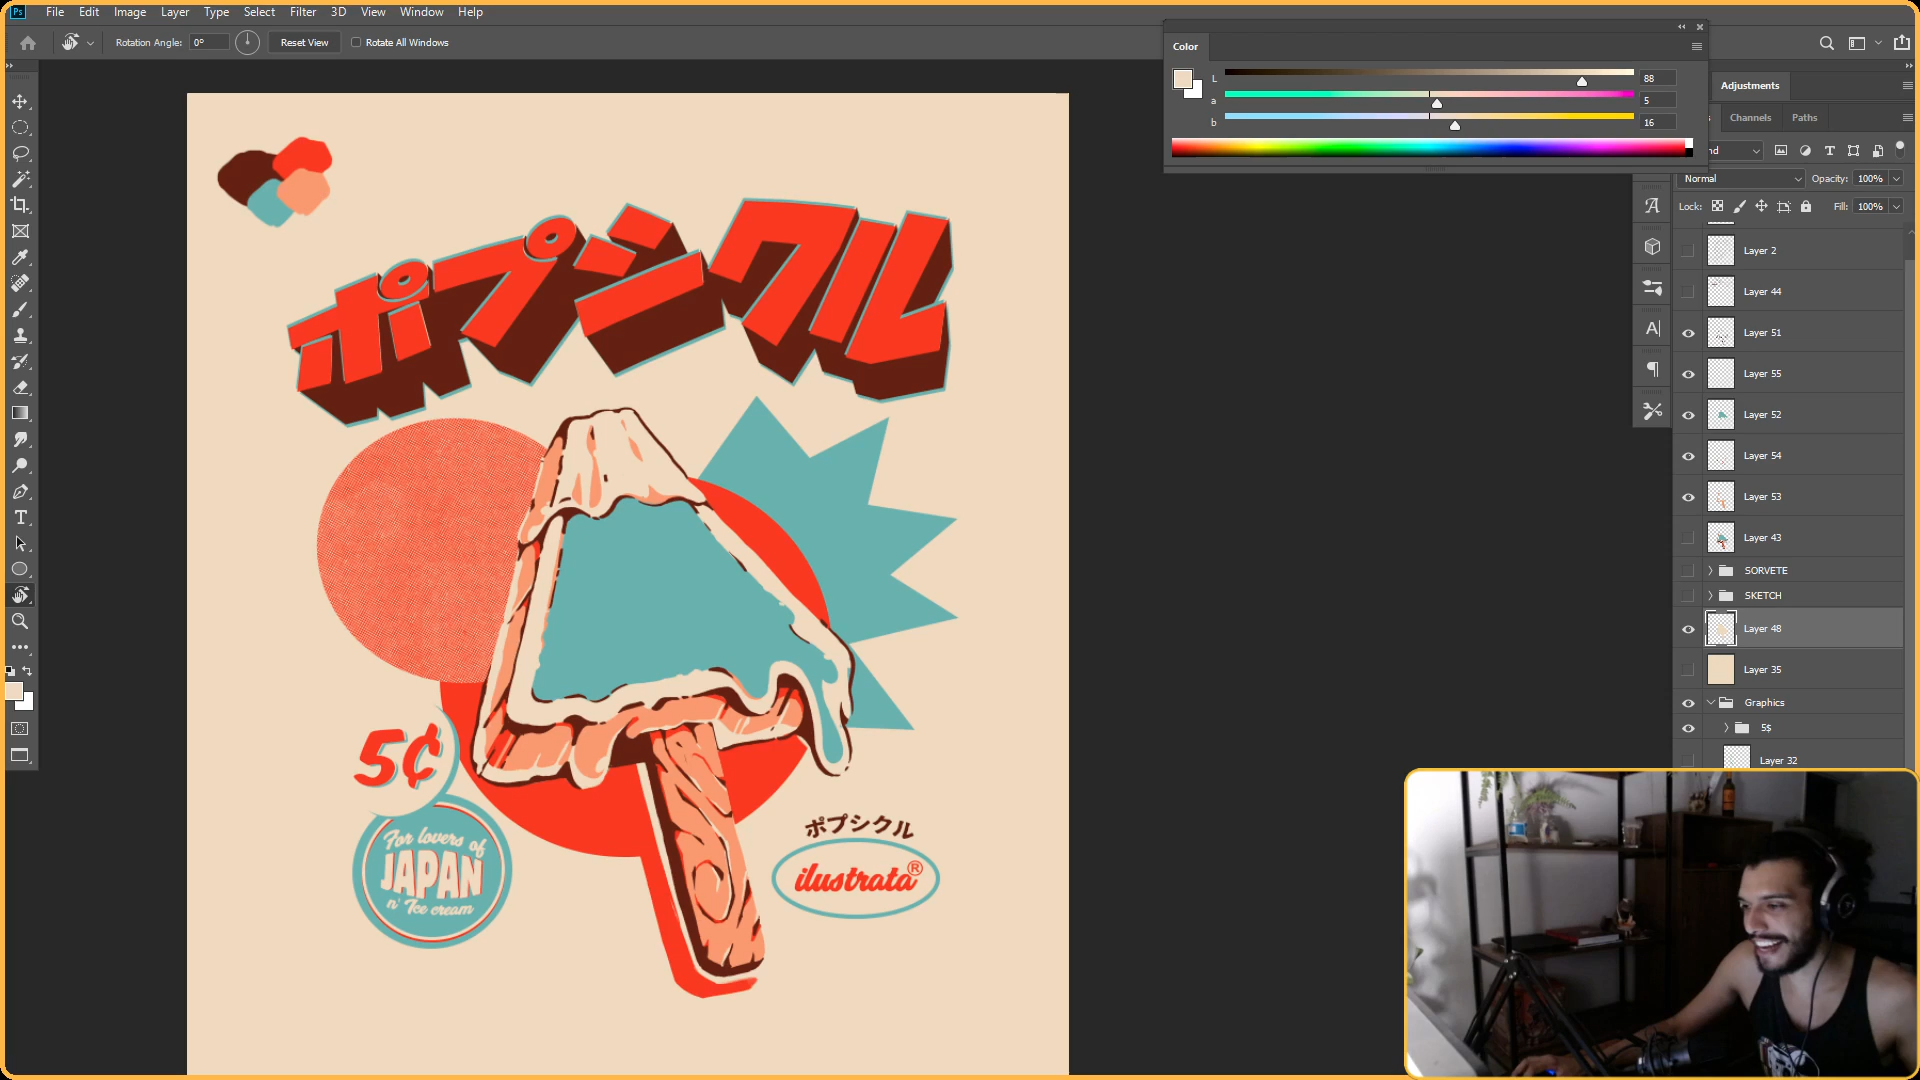 Ps File Edit Image Layer Type Select Filter 3D View Window Help
Rotation Angle: 0° Reset View Rotate All Windows
Color
L 88
a 5
b 16
Adjustments
Channels Paths
Normal Opacity: 100%
Lock: Fill: 100%
Layer 2
Layer 44
Layer 51
Layer 55
Layer 52
Layer 54
Layer 53
Layer 43
SORVETE
SKETCH
Layer 48
Layer 35
Graphics
5$
Layer 32
ポプシクル
5¢
For lovers of
JAPAN
n' Ice cream
ポプシクル
ilustrata®